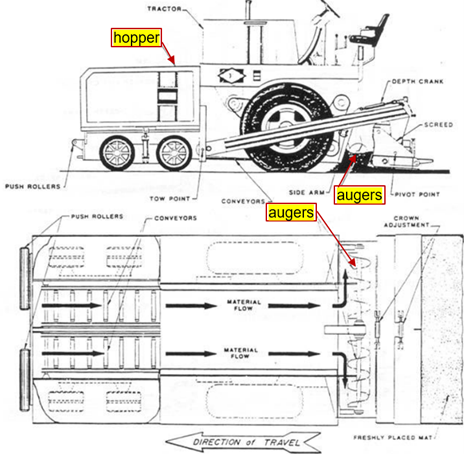 TRACTOR
hopper
DEPTH CRANK
SCREED
PUSH ROLLERS
TOW POINT
CONVEYORS
SIDE ARM
augers
PIVOT POINT
augers
PUSH ROLLERS
CONVEYORS
CROWN
ADJUSTMENT
MATERIAL
FLOW
MATERIAL
FLOW
DIRECTION of TRAVEL
FRESHLY PLACED MAT